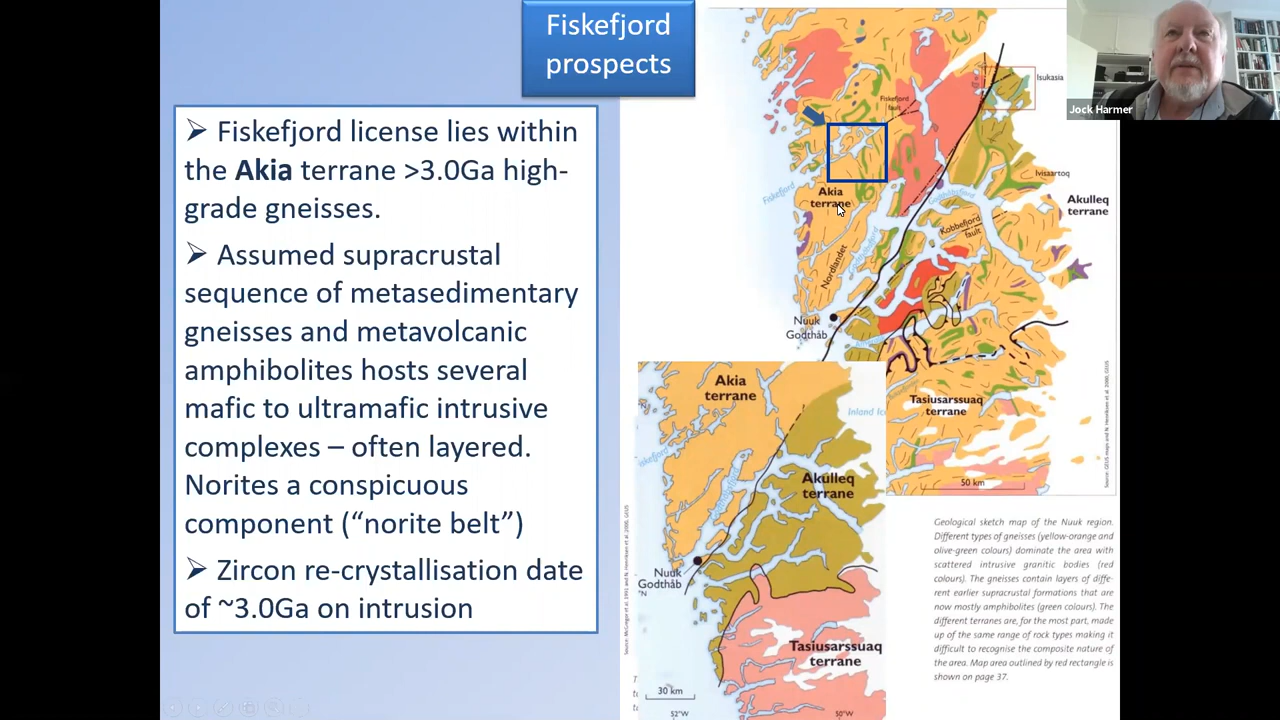 Fiskefjord
prospects
➢ Fiskefjord license lies within
the Akia terrane >3.0Ga high-
grade gneisses.
➢ Assumed supracrustal
sequence of metasedimentary
gneisses and metavolcanic
amphibolites hosts several
mafic to ultramafic intrusive
complexes – often layered.
Norites a conspicuous
component (“norite belt”)
➢ Zircon re-crystallisation date
of ~3.0Ga on intrusion
Jock Harmer
Isukasia
Fiskefjord
fault
Ivisaartoq
Fiskefjord
Akia
terrane
Akulleq
terrane
Kobbefjord
fault
Nordlandet
Nuuk
Godthåb
Tasiusarssuaq
terrane
50 km
Akia
terrane
Inland Ic
iskefjord
Akulleq
terrane
Nuuk
Godthåb
Tasiusarssuaq
terrane
30 km
52°W
50°W
Geological sketch map of the Nuuk region.
Different types of gneisses (yellow-orange and
olive-green colours) dominate the area with
scattered intrusive granitic bodies (red
colours). The gneisses contain layers of diffe-
rent earlier supracrustal formations that are
now mostly amphibolites (green colours). The
different terranes are, for the most part, made
up of the same range of rock types making it
difficult to recognise the composite nature of
the area. Map area outlined by red rectangle is
shown on page 37.